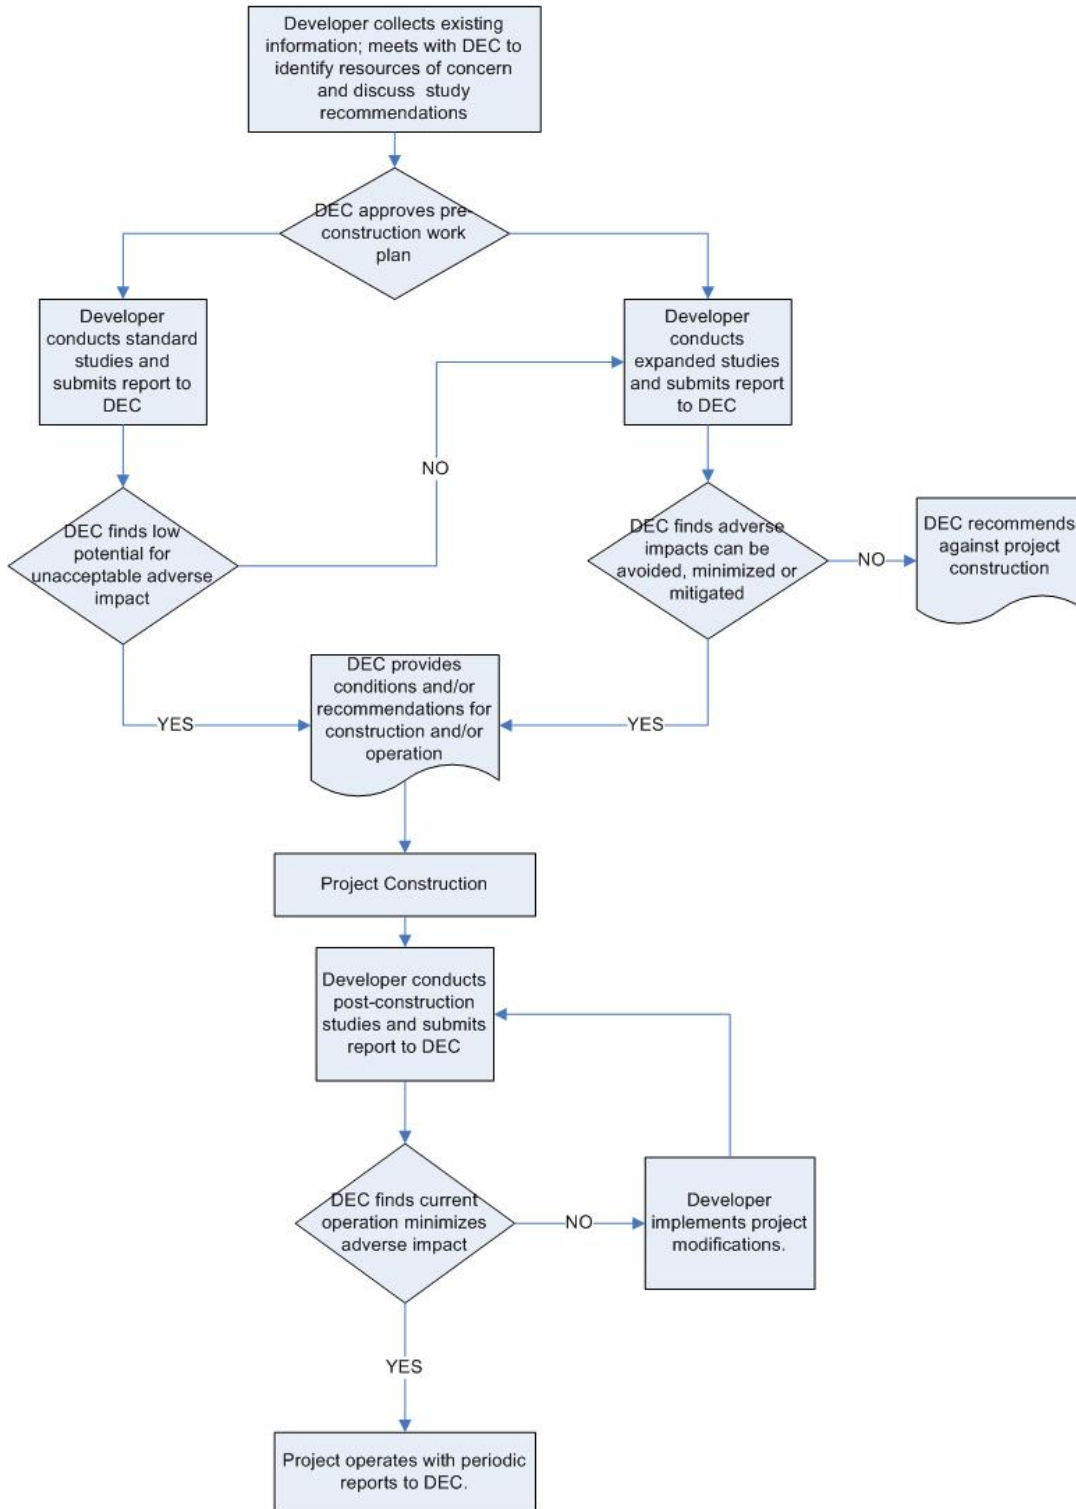 Developer collects existing
information; meets with DEC to
identify resources of concern
and discuss study
recommendations
DEC approves pre-
construction work
plan
Developer
conducts standard
studies and
submits report to
DEC
Developer
conducts
expanded studies
and submits report
to DEC
NO
DEC finds low
potential for
unacceptable adverse
impact
DEC finds adverse
impacts can be
avoided, minimized or
mitigated
NO
DEC recommends
against project
construction
YES
DEC provides
conditions and/or
recommendations for
construction and/or
operation
YES
Project Construction
Developer conducts
post-construction
studies and submits
report to DEC
DEC finds current
operation minimizes
adverse impact
NO
Developer
implements project
modifications.
YES
Project operates with periodic
reports to DEC.